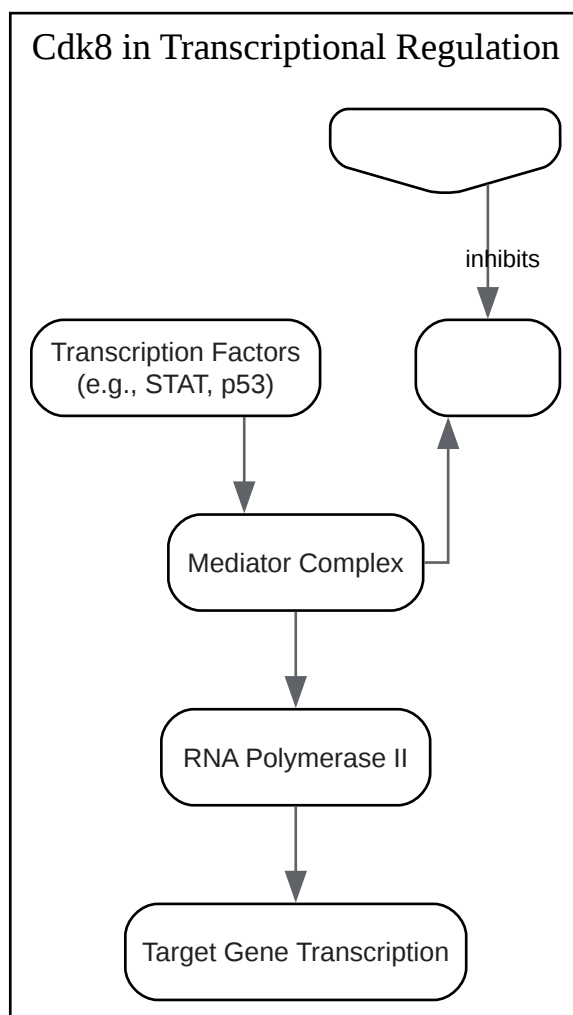 Cdk8 in Transcriptional Regulation
inhibits
Transcription Factors
(e.g., STAT, p53)
Mediator Complex
RNA Polymerase II
Target Gene Transcription